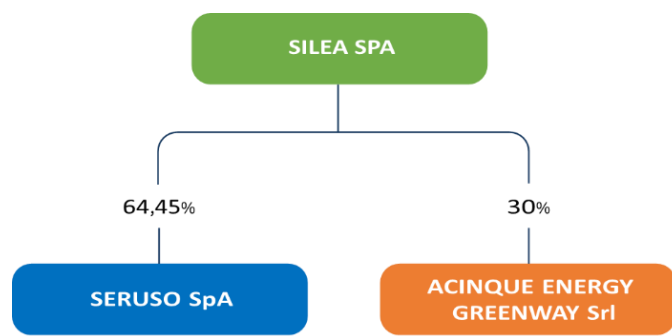 SILEA SPA
64,45%
30%
SERUSO SpA
ACINQUE ENERGY
GREENWAY Srl